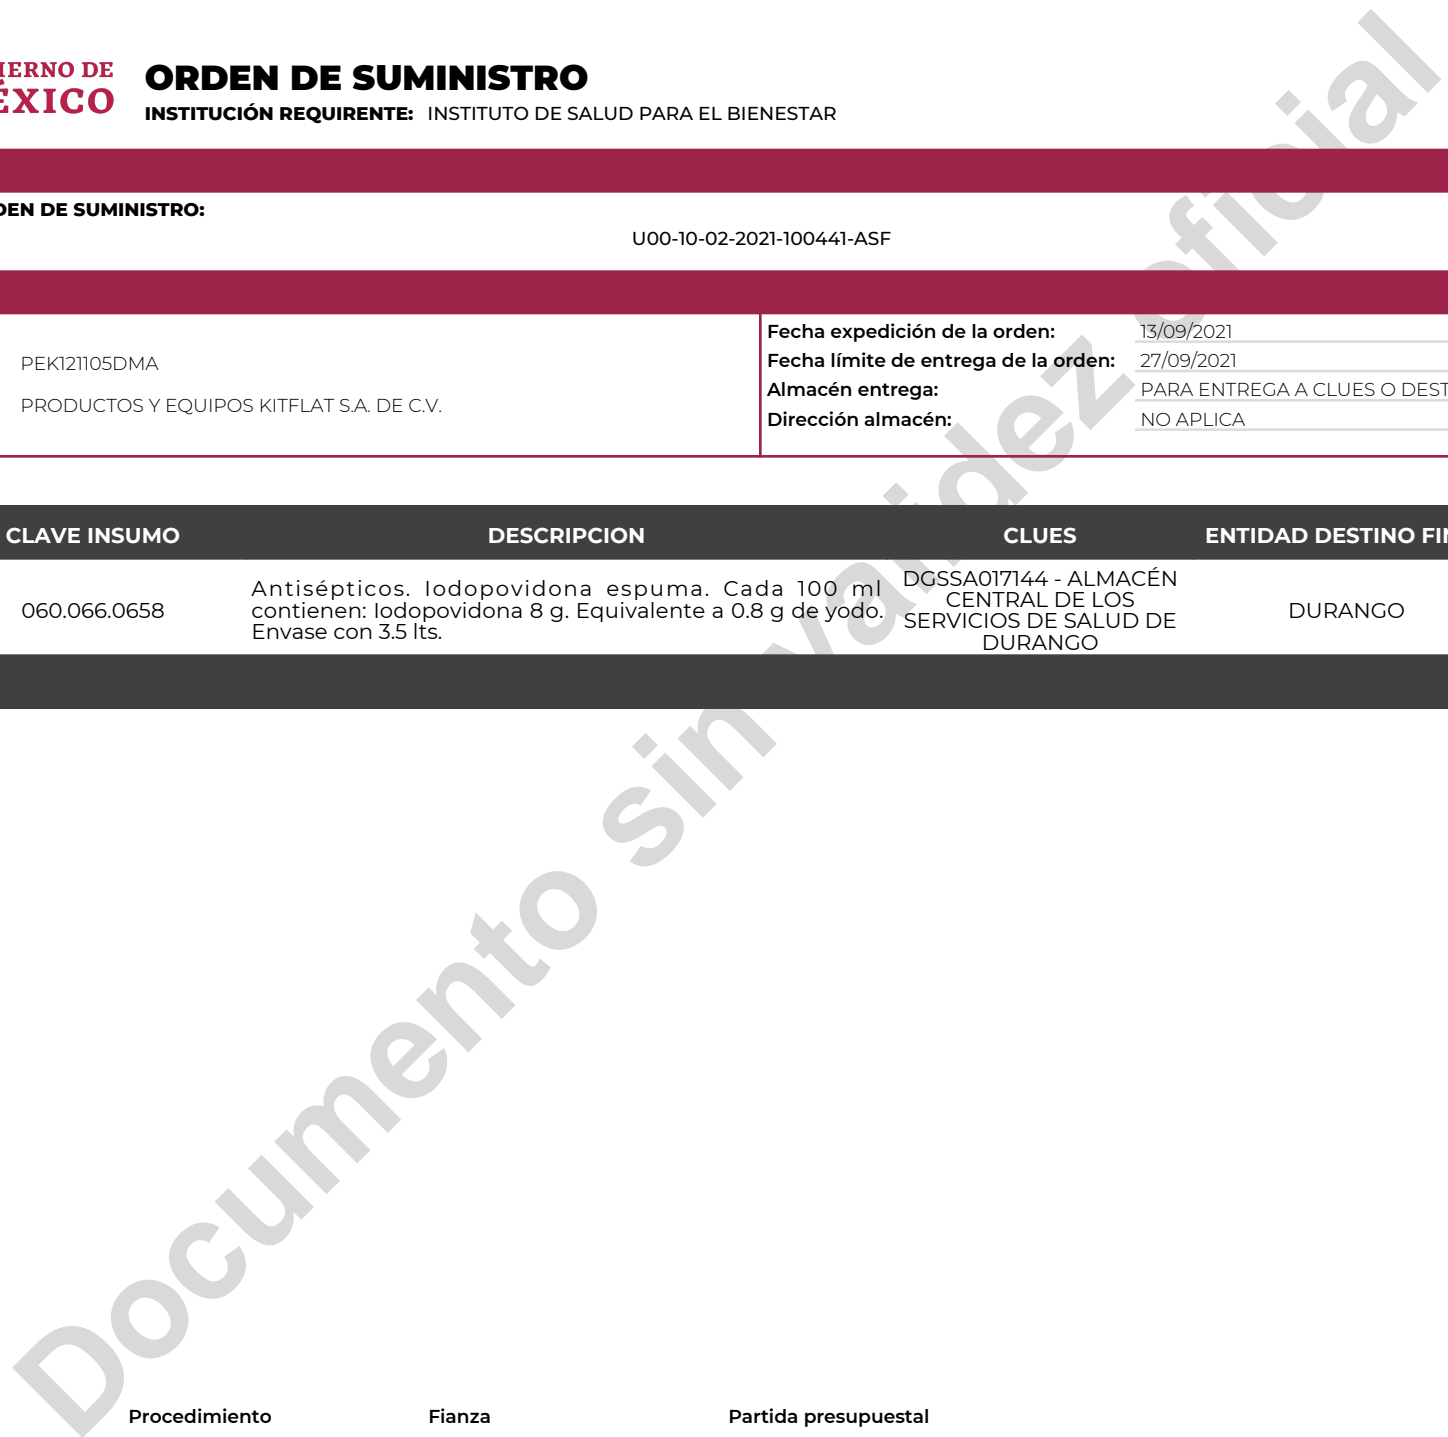 IERNO DE
ÉXICO
ORDEN DE SUMINISTRO
INSTITUCIÓN REQUIRENTE: INSTITUTO DE SALUD PARA EL BIENESTAR
DEN DE SUMINISTRO:
U00-10-02-2021-100441-ASF
PEK121105DMA
PRODUCTOS Y EQUIPOS KITFLAT S.A. DE C.V.
Fecha expedición de la orden: 13/09/2021
Fecha límite de entrega de la orden: 27/09/2021
Almacén entrega: PARA ENTREGA A CLUES O DEST
Dirección almacén: NO APLICA
CLAVE INSUMO DESCRIPCION CLUES ENTIDAD DESTINO FIN
060.066.0658
Antisépticos. Iodopovidona espuma. Cada 100 ml
contienen: Iodopovidona 8 g. Equivalente a 0.8 g de yodo.
Envase con 3.5 lts.
DGSSA017144 - ALMACÉN
CENTRAL DE LOS
SERVICIOS DE SALUD DE
DURANGO
DURANGO
Documento sin validez oficial
Procedimiento Fianza Partida presupuestal